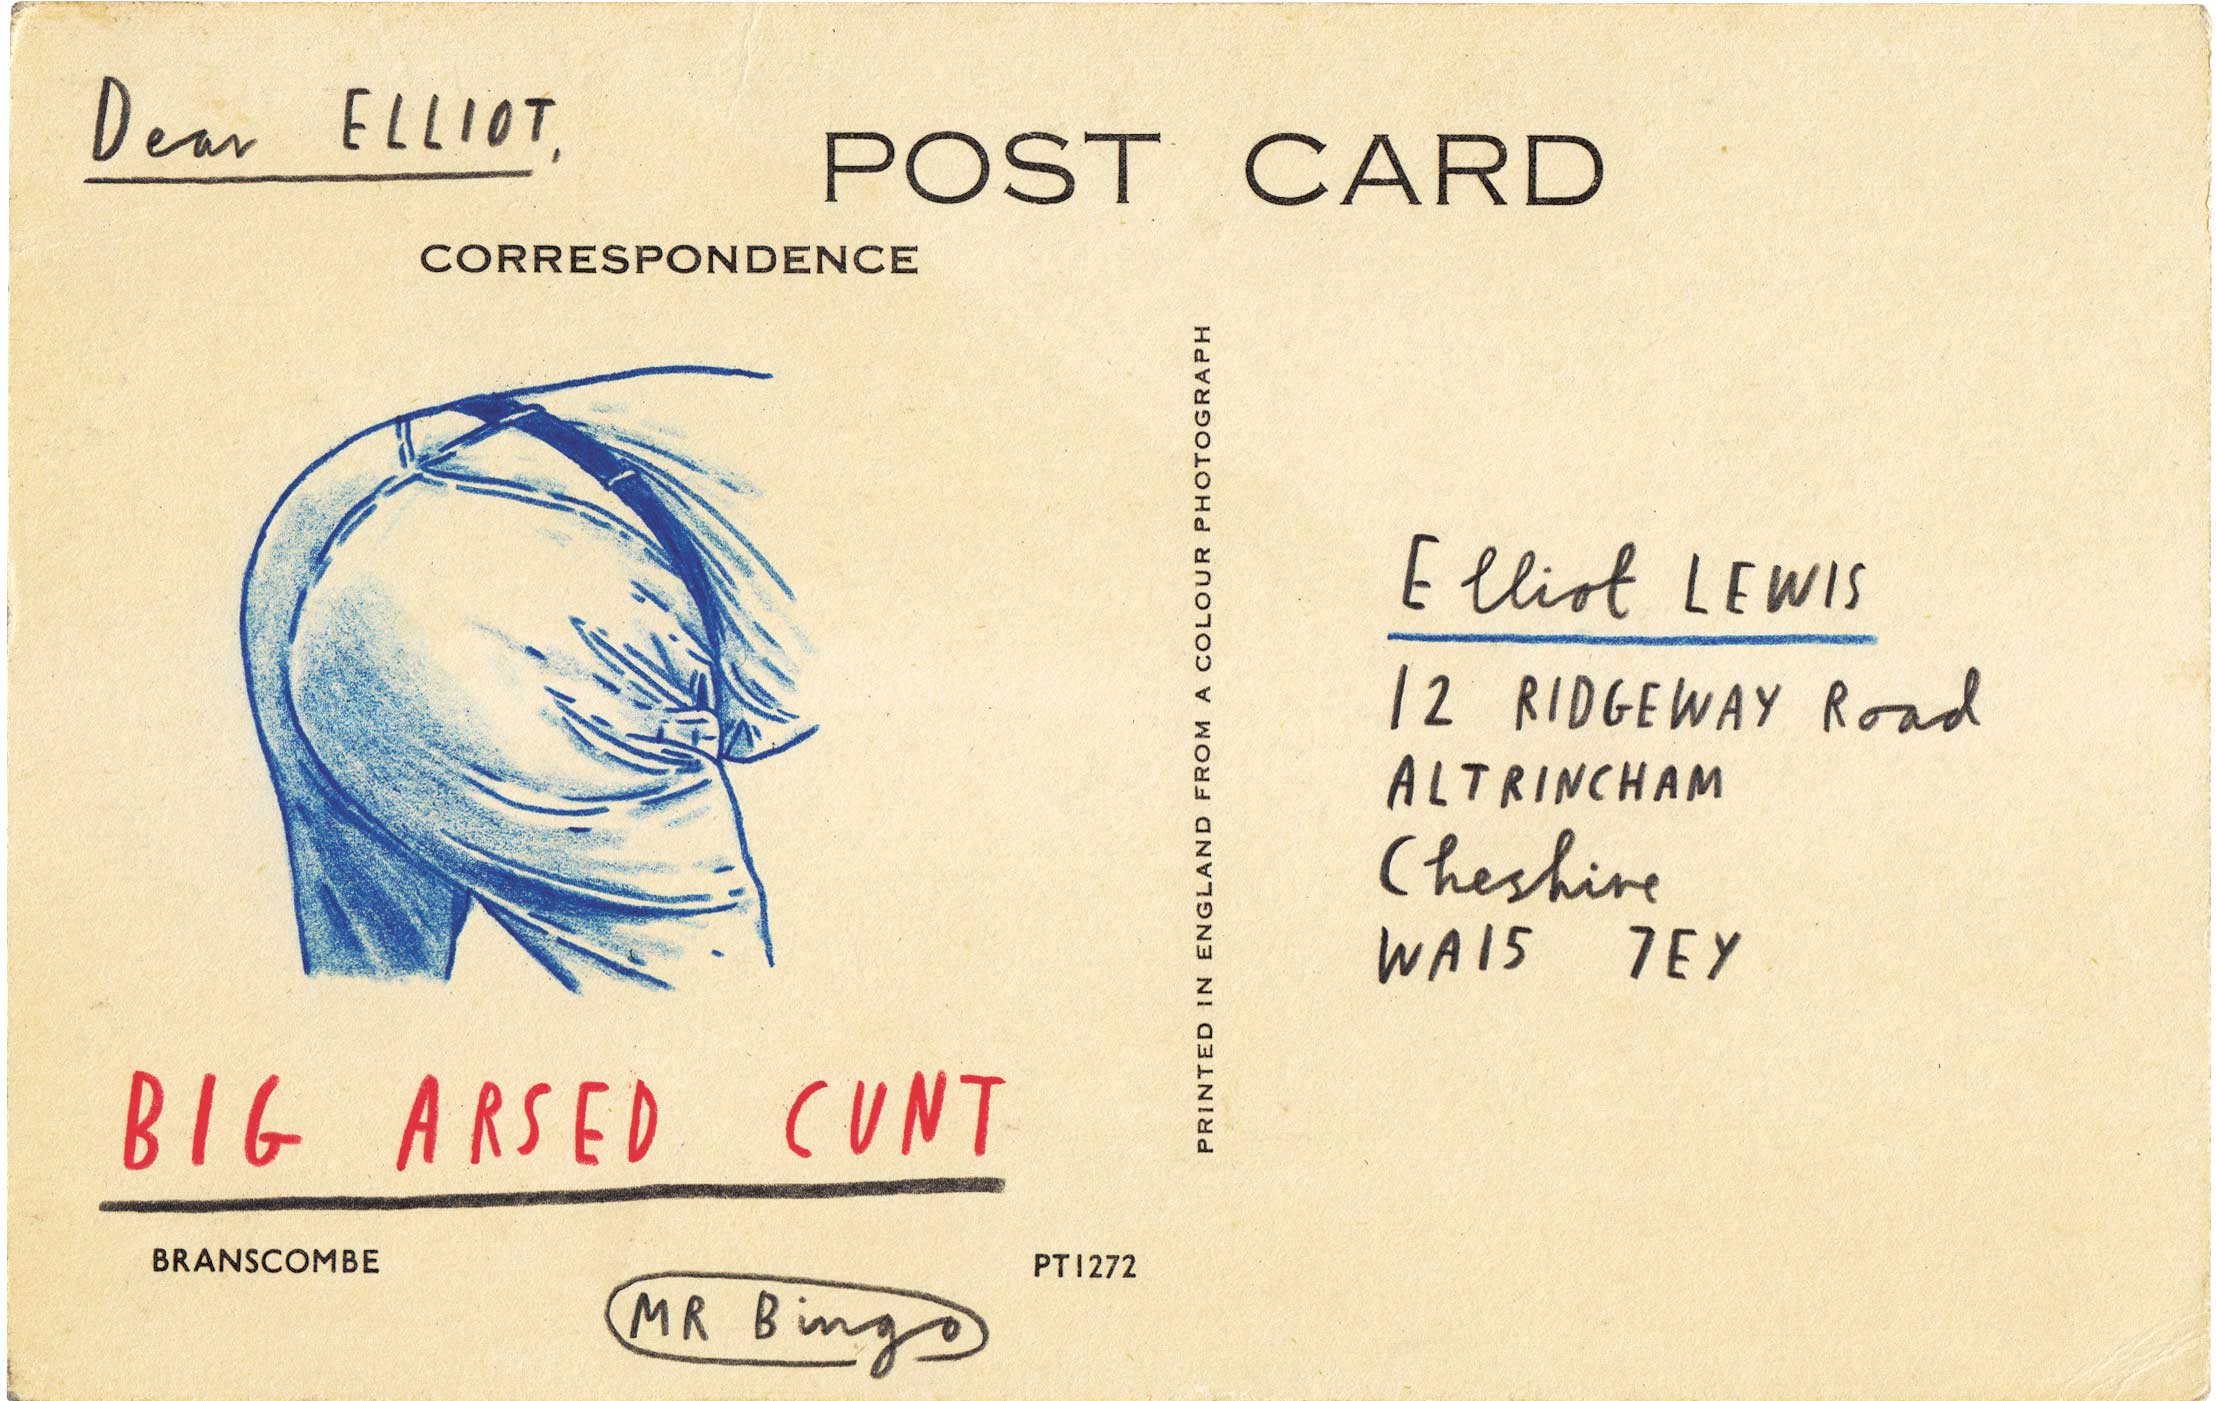 Dear ELLIOT,
POST CARD
CORRESPONDENCE
BIG ARSED CUNT
BRANSCOMBE
PT1272
MR Bingo
PRINTED IN ENGLAND FROM A COLOUR PHOTOGRAPH
Elliot LEWIS
12 RIDGEWAY Road
ALTRINCHAM
Cheshire
WA15 7EY